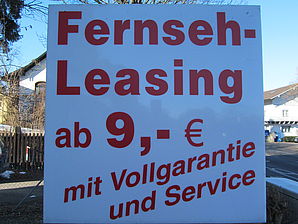 Fernseh-
Leasing
ab 9,- €
mit Vollgarantie
und Service